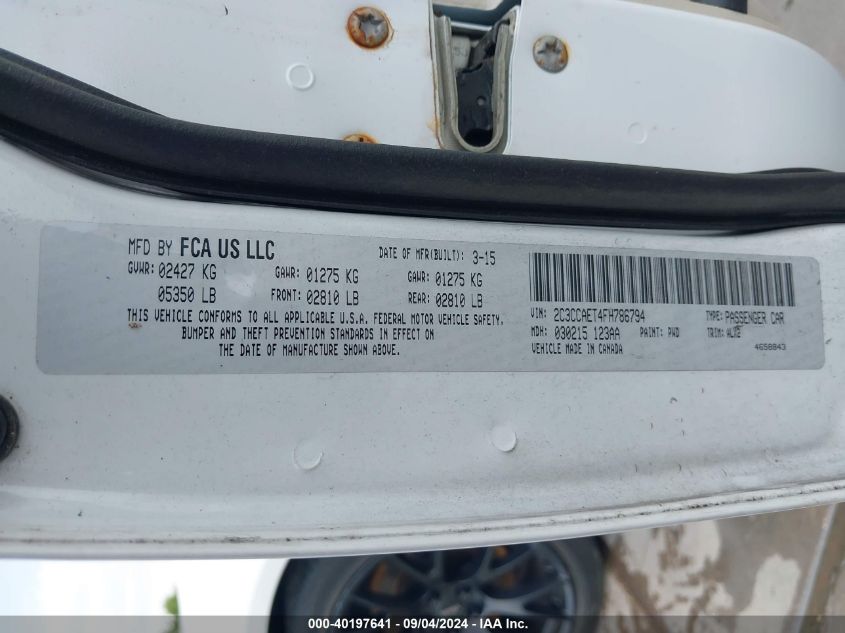 MFD BY FCA US LLC
DATE OF MFR(BUILT): 3-15
GVWR: 02427 KG GAWR: 01275 KG GAWR: 01275 KG
05350 LB FRONT: 02810 LB REAR: 02810 LB
THIS VEHICLE CONFORMS TO ALL APPLICABLE U.S.A. FEDERAL MOTOR VEHICLE SAFETY,
BUMPER AND THEFT PREVENTION STANDARDS IN EFFECT ON
THE DATE OF MANUFACTURE SHOWN ABOVE.
VIN: 2C3CCAET4FH786794 TYPE: PASSENGER CAR
MDH: 030215 123AA PAINT: PWD TRIM: ALX2
VEHICLE MADE IN CANADA 4658843
000-40197641 - 09/04/2024 - IAA Inc.